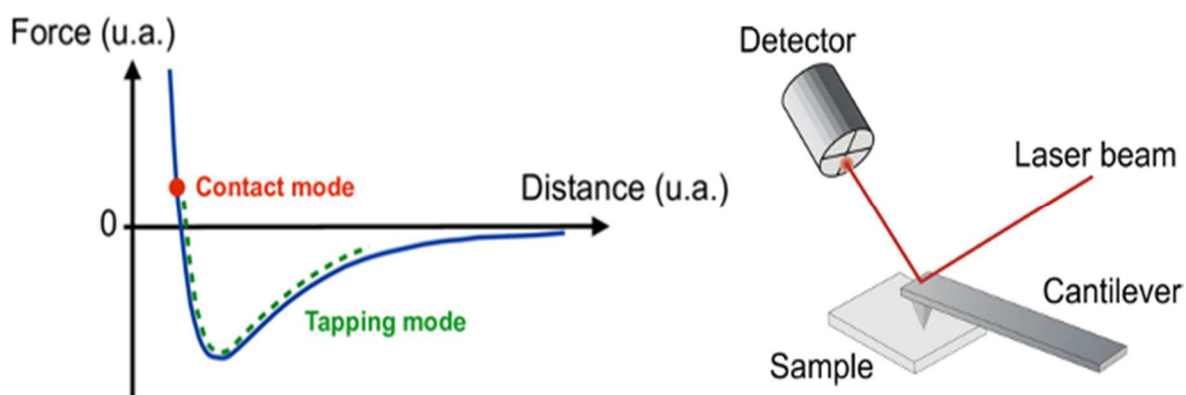 Force (u.a.)
Contact mode
Distance (u.a.)
0
Tapping mode
Detector
Laser beam
Cantilever
Sample